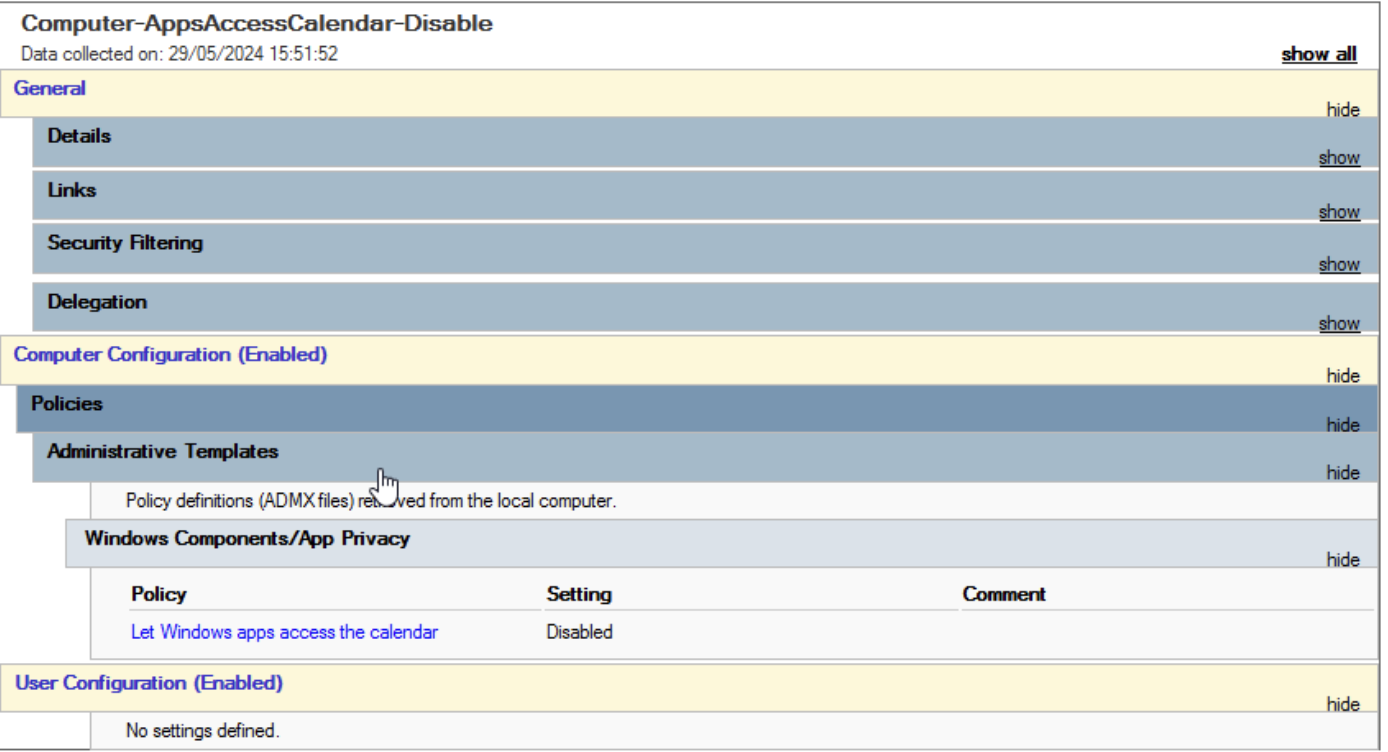 Computer-AppsAccessCalendar-Disable
Data collected on: 29/05/2024 15:51:52 show all
General hide
Details show
Links show
Security Filtering show
Delegation show
Computer Configuration (Enabled) hide
Policies hide
Administrative Templates hide
Policy definitions (ADMX files) retrieved from the local computer.
Windows Components/App Privacy hide
Policy Setting Comment
Let Windows apps access the calendar Disabled
User Configuration (Enabled) hide
No settings defined.